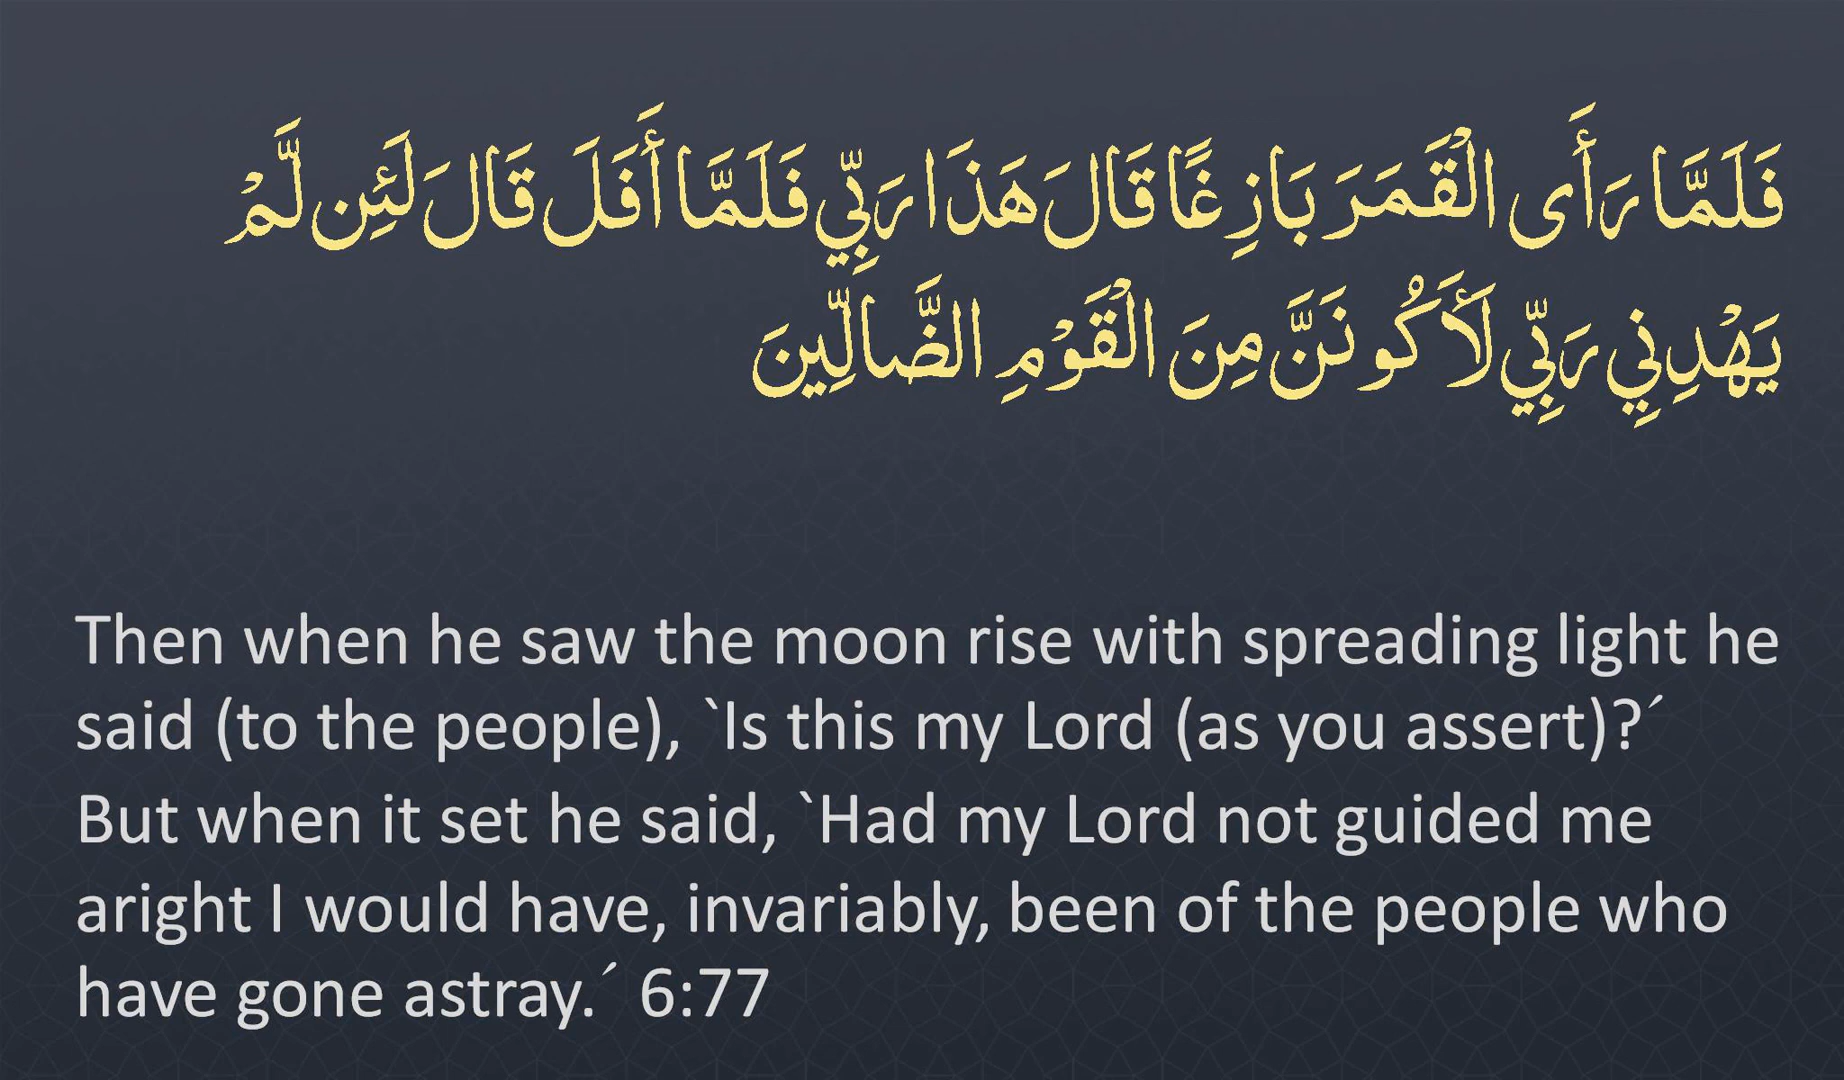 فَلَمَّا رَأَى الْقَمَرَ بَازِغًا قَالَ هَذَا رَبِّي فَلَمَّا أَفَلَ قَالَ لَئِن لَّمْ
يَهْدِنِي رَبِّي لَأَكُونَنَّ مِنَ الْقَوْمِ الضَّالِّينَ
Then when he saw the moon rise with spreading light he
said (to the people), `Is this my Lord (as you assert)?´
But when it set he said, `Had my Lord not guided me
aright I would have, invariably, been of the people who
have gone astray.´ 6:77